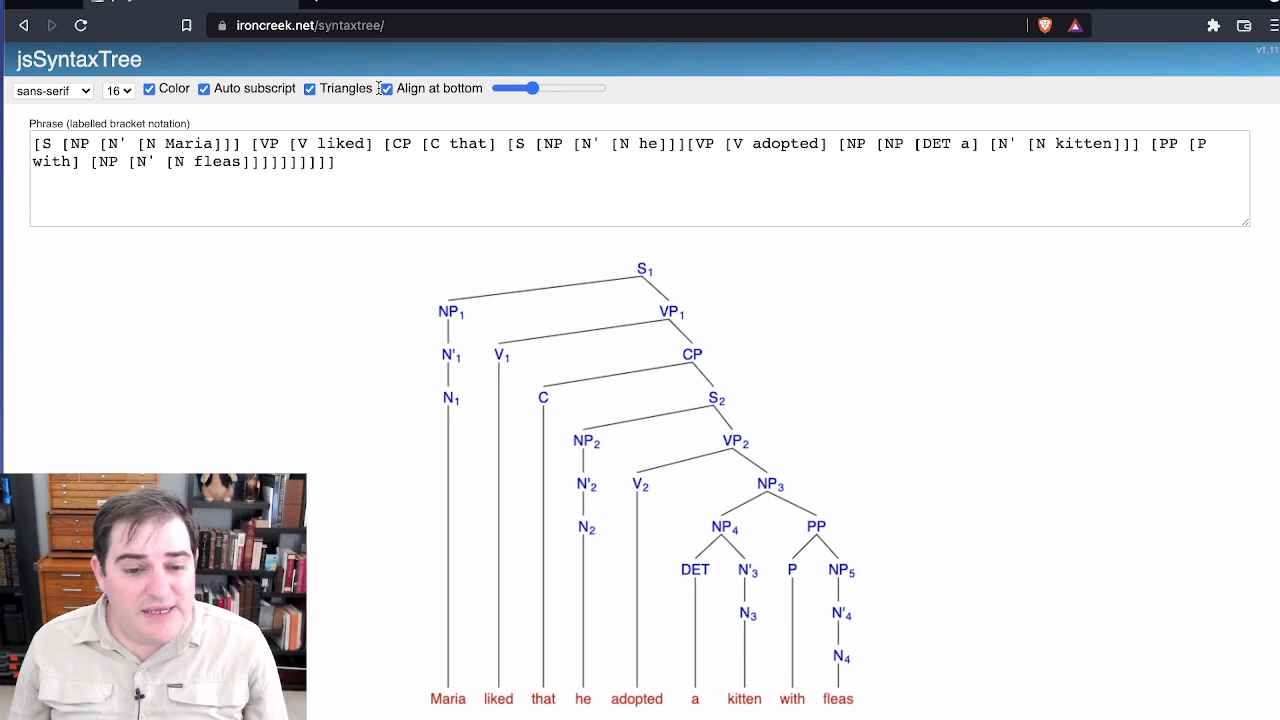 ironcreek.net/syntaxtree/
v1.11
jsSyntaxTree
sans-serif 16 Color Auto subscript Triangles Align at bottom
Phrase (labelled bracket notation)
[S [NP [N' [N Maria]]] [VP [V liked] [CP [C that] [S [NP [N' [N he]]][VP [V adopted] [NP [NP [DET a] [N' [N kitten]]] [PP [P
with] [NP [N' [N fleas]]]]]]]]]]
S1
NP1 VP1
N'1 V1 CP
N1 C S2
NP2 VP2
N'2 V2 NP3
N2 NP4 PP
DET N'3 P NP5
N3 N'4
N4
Maria liked that he adopted a kitten with fleas